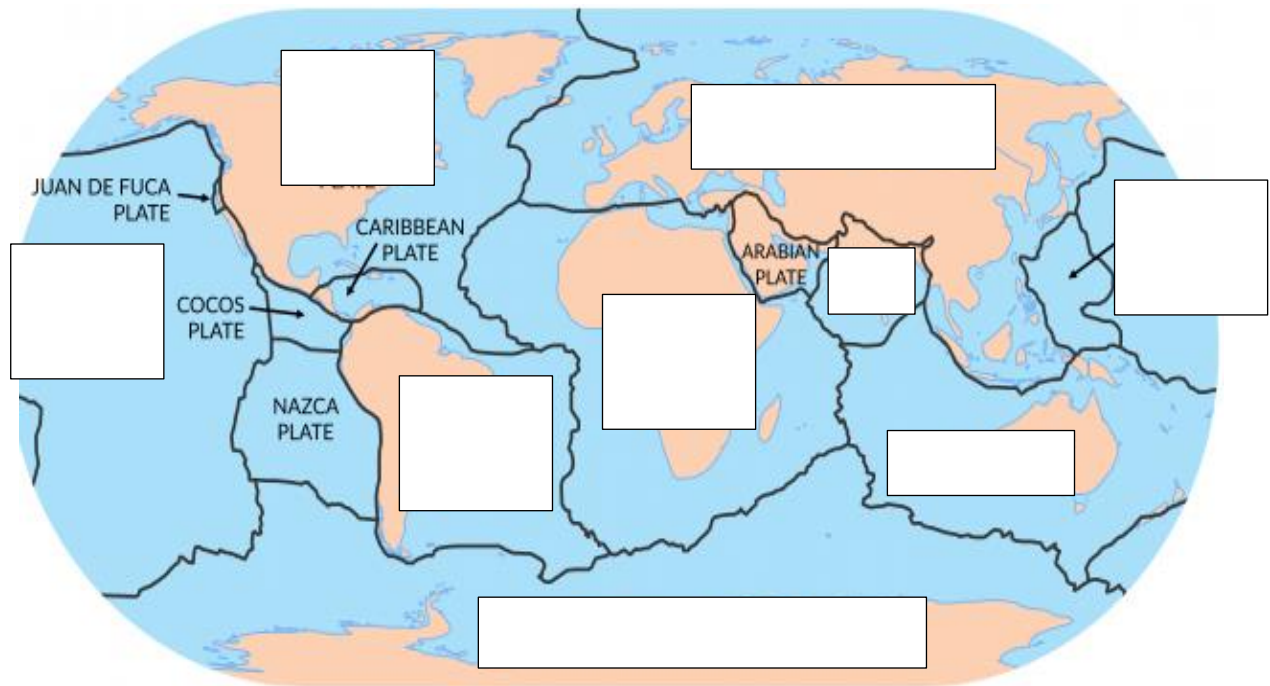 JUAN DE FUCA
PLATE
CARIBBEAN
PLATE
ARABIAN
PLATE
COCOS
PLATE
NAZCA
PLATE